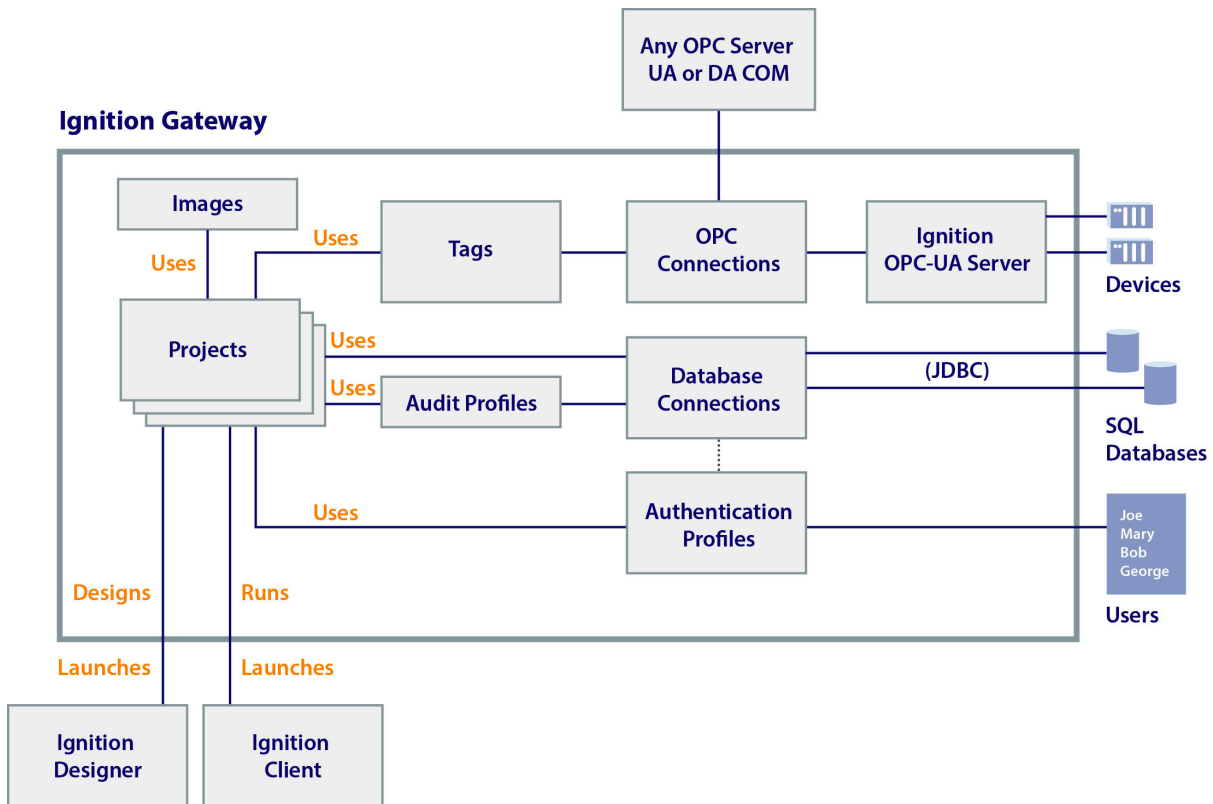 Any OPC Server
UA or DA COM
Ignition Gateway
Images
Uses
Uses
Tags
OPC
Connections
Ignition
OPC-UA Server
Devices
Projects
Uses
Uses
Audit Profiles
Database
Connections
(JDBC)
SQL
Databases
Uses
Authentication
Profiles
Joe
Mary
Bob
George
Users
Designs
Runs
Launches
Launches
Ignition
Designer
Ignition
Client